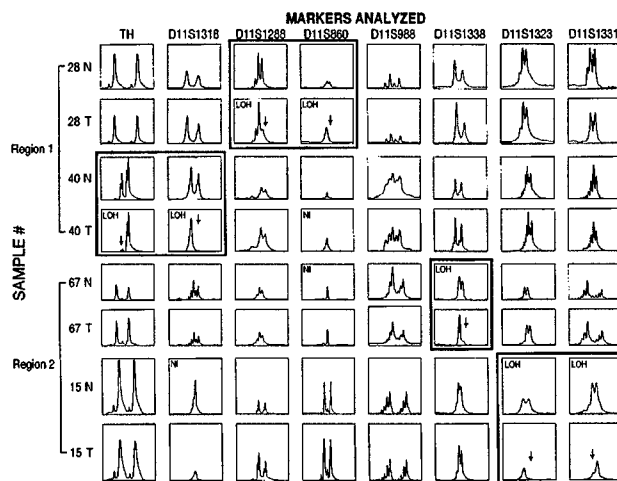 MARKERS ANALYZED
TH D11S1318 D11S1288 D11S860 D11S988 D11S1338 D11S1323 D11S1331
28 N
LOH LOH
28 T
Region 1
40 N
LOH LOH NI
40 T
SAMPLE #
NI LOH
67 N
67 T
Region 2
NI LOH LOH
15 N
15 T